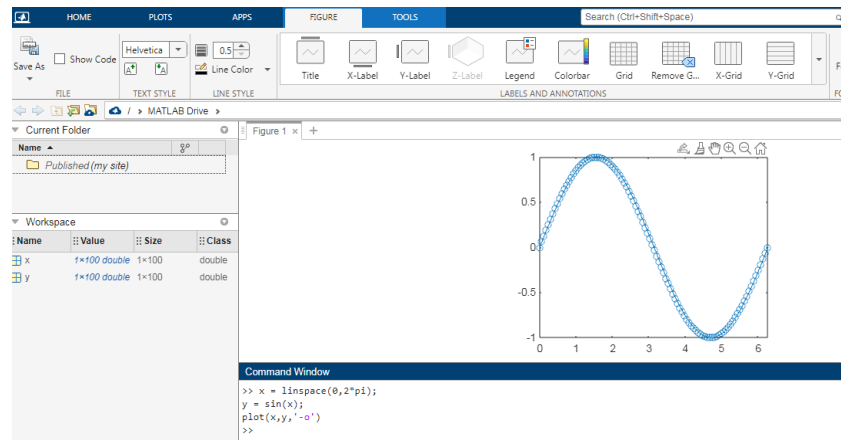 HOME PLOTS APPS FIGURE TOOLS Search (Ctrl+Shift+Space)
Save As
Show Code
Helvetica
0.5
A A
Line Color
Title X-Label Y-Label Z-Label Legend Colorbar Grid Remove G... X-Grid Y-Grid
FILE TEXT STYLE LINE STYLE LABELS AND ANNOTATIONS
/ > MATLAB Drive >
Current Folder
Name
Published (my site)
Workspace
Name Value Size Class
x 1×100 double 1×100 double
y 1×100 double 1×100 double
Figure 1 × +
1
0.5
0
-0.5
-1
0 1 2 3 4 5 6
Command Window
>> x = linspace(0,2*pi);
y = sin(x);
plot(x,y,'-o')
>>